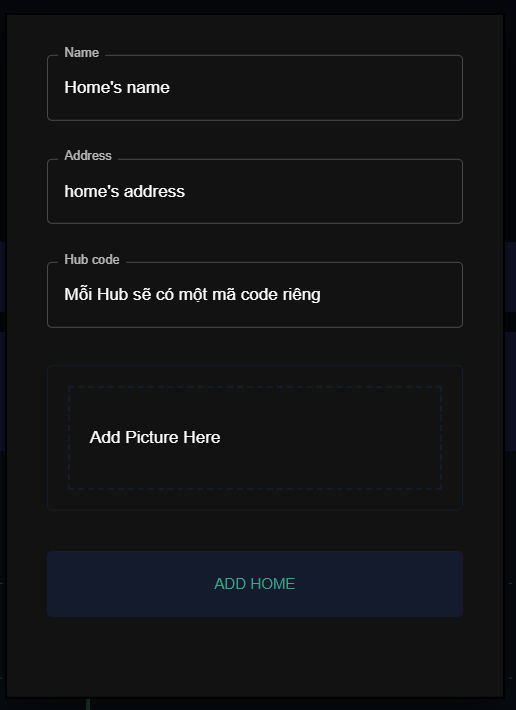 Name
Home's name
Address
home's address
Hub code
Mỗi Hub sẽ có một mã code riêng
Add Picture Here
ADD HOME